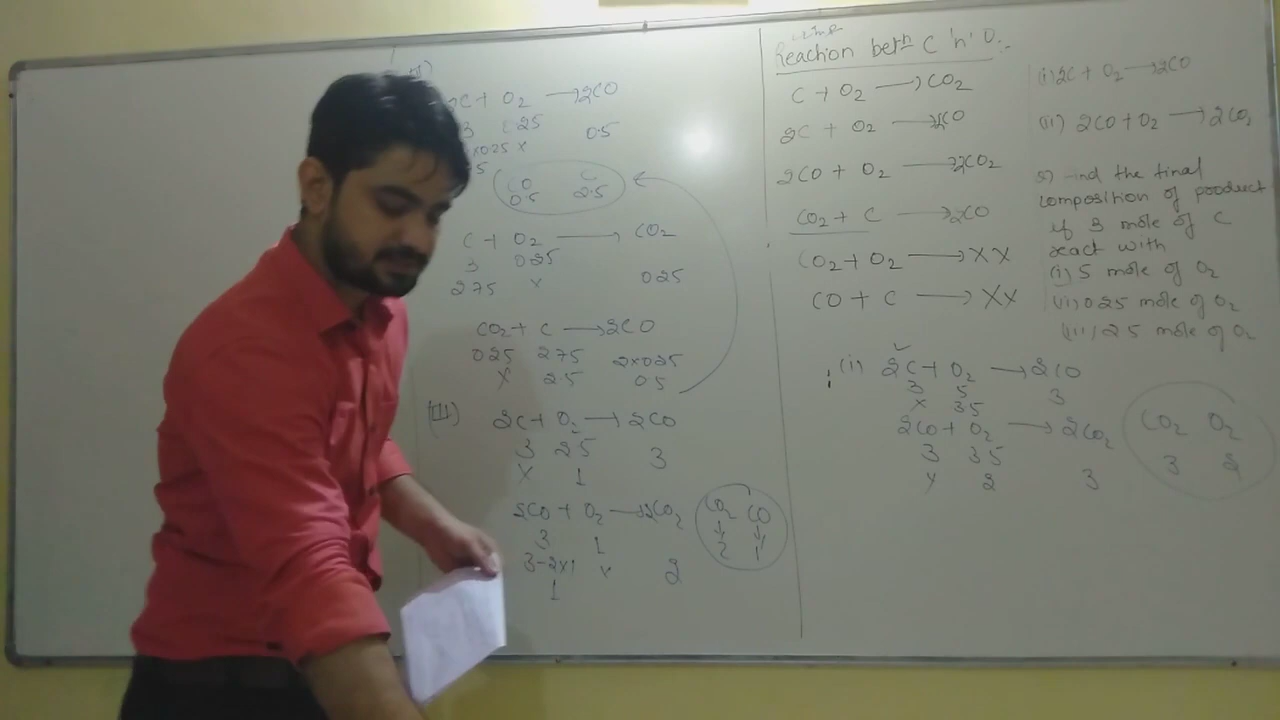 Reaction betn C 'n' O:-
C + O2 → CO2
2C + O2 → 2CO
2CO + O2 → 2CO2
CO2 + C → 2CO
CO2 + O2 → XX
CO + C → XX
(i) 2C + O2 → 2CO
(ii) 2CO + O2 → 2CO2
Find the final
composition of product
if 3 mole of C
react with
(i) 5 mole of O2
(ii) 0.25 mole of O2
(iii) 2.5 mole of O2
(i) 2C + O2 → 2CO
3 5 3
x 3.5
2CO + O2 → 2CO2
3 3.5
x 2 3
CO2 O2
3 2
2C + O2 → 2CO
3 0.25 0.5
x0.25 x
CO C
0.5 2.5
C + O2 → CO2
3 0.25
2.75 x 0.25
CO2 + C → 2CO
0.25 2.75 2x0.25
x 2.5 0.5
(III) 2C + O2 → 2CO
3 2.5 3
x 1
2CO + O2 → 2CO2
3 1
3-2x1 x 2
1
CO2 CO
2 1